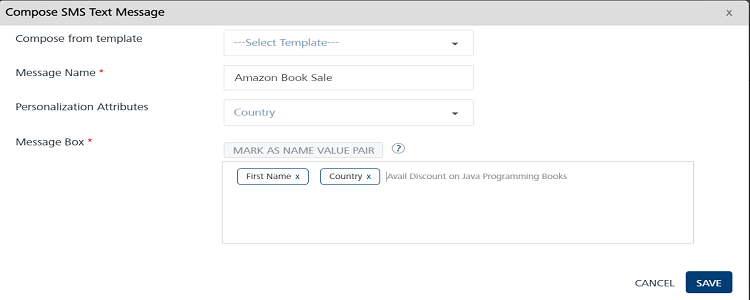 Compose SMS Text Message x
Compose from template ---Select Template---
Message Name * Amazon Book Sale
Personalization Attributes Country
Message Box * MARK AS NAME VALUE PAIR ?
First Name x Country x Avail Discount on Java Programming Books
CANCEL SAVE